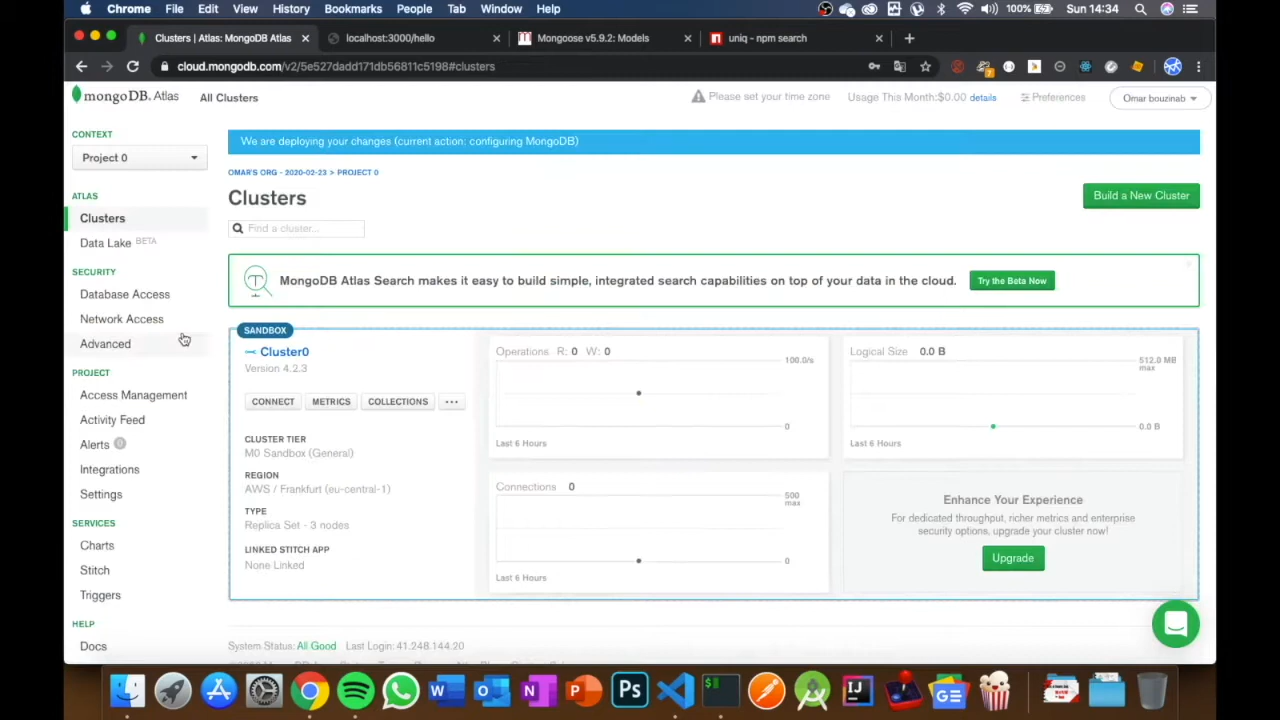 Chrome File Edit View History Bookmarks People Tab Window Help 100% Sun 14:34
Clusters | Atlas: MongoDB Atlas localhost:3000/hello Mongoose v5.9.2: Models uniq - npm search
cloud.mongodb.com/v2/5e527dadd171db56811c5198#clusters
mongoDB. Atlas All Clusters Please set your time zone Usage This Month:$0.00 details Preferences Omar bouzinab
CONTEXT
Project 0
ATLAS
Clusters
Data Lake BETA
SECURITY
Database Access
Network Access
Advanced
PROJECT
Access Management
Activity Feed
Alerts 0
Integrations
Settings
SERVICES
Charts
Stitch
Triggers
HELP
Docs
We are deploying your changes (current action: configuring MongoDB)
OMAR'S ORG - 2020-02-23 > PROJECT 0
Clusters
Build a New Cluster
Find a cluster...
MongoDB Atlas Search makes it easy to build simple, integrated search capabilities on top of your data in the cloud. Try the Beta Now
SANDBOX
Cluster0
Version 4.2.3
CONNECT METRICS COLLECTIONS ...
CLUSTER TIER
M0 Sandbox (General)
REGION
AWS / Frankfurt (eu-central-1)
TYPE
Replica Set - 3 nodes
LINKED STITCH APP
None Linked
Operations R: 0 W: 0
100.0/s
0
Last 6 Hours
Logical Size 0.0 B
512.0 MB
max
0.0 B
Last 6 Hours
Connections 0
500
max
0
Last 6 Hours
Enhance Your Experience
For dedicated throughput, richer metrics and enterprise
security options, upgrade your cluster now!
Upgrade
System Status: All Good Last Login: 41.248.144.20